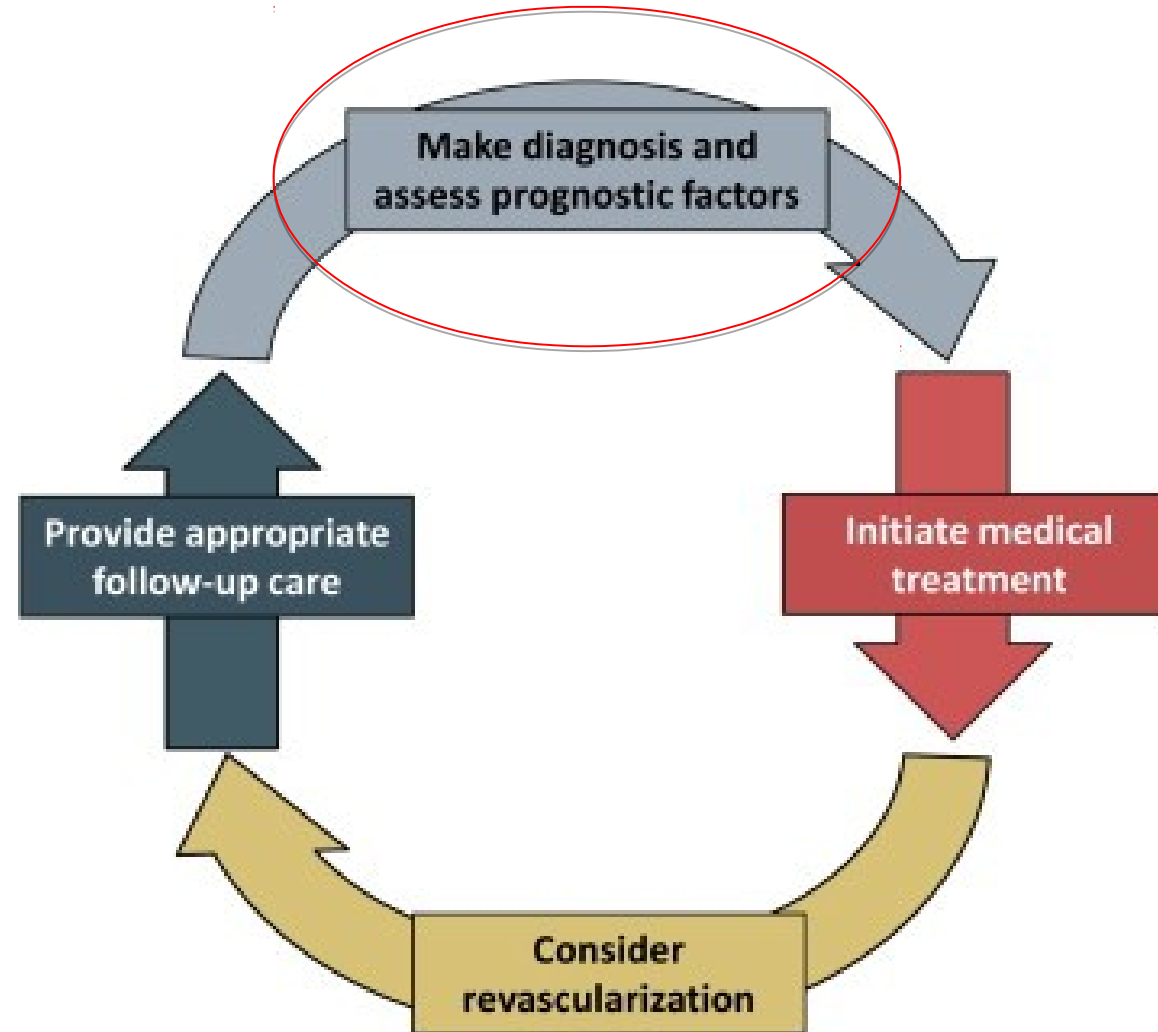 Make diagnosis and
assess prognostic factors
Provide appropriate
follow-up care
Initiate medical
treatment
Consider
revascularization